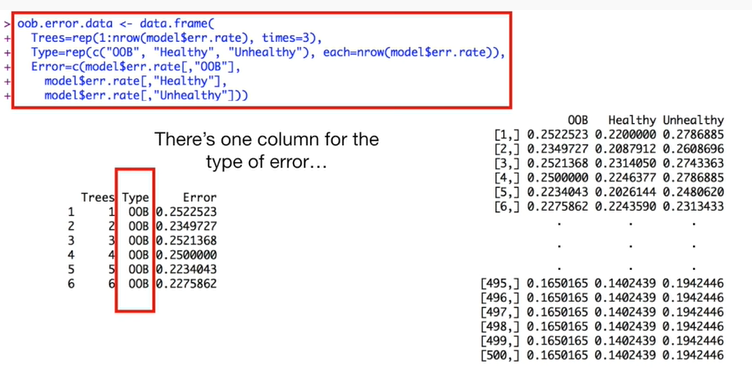 > oob.error.data <- data.frame(
+   Trees=rep(1:nrow(model$err.rate), times=3),
+   Type=rep(c("OOB", "Healthy", "Unhealthy"), each=nrow(model$err.rate)),
+   Error=c(model$err.rate[,"OOB"],
+     model$err.rate[,"Healthy"],
+     model$err.rate[,"Unhealthy"]))
There's one column for the
type of error...
Trees Type Error
1 1 OOB 0.2522523
2 2 OOB 0.2349727
3 3 OOB 0.2521368
4 4 OOB 0.2500000
5 5 OOB 0.2234043
6 6 OOB 0.2275862
OOB Healthy Unhealthy
[1,] 0.2522523 0.2200000 0.2786885
[2,] 0.2349727 0.2087912 0.2608696
[3,] 0.2521368 0.2314050 0.2743363
[4,] 0.2500000 0.2246377 0.2786885
[5,] 0.2234043 0.2026144 0.2480620
[6,] 0.2275862 0.2243590 0.2313433
. . .
. . .
. . .
[495,] 0.1650165 0.1402439 0.1942446
[496,] 0.1650165 0.1402439 0.1942446
[497,] 0.1650165 0.1402439 0.1942446
[498,] 0.1650165 0.1402439 0.1942446
[499,] 0.1650165 0.1402439 0.1942446
[500,] 0.1650165 0.1402439 0.1942446